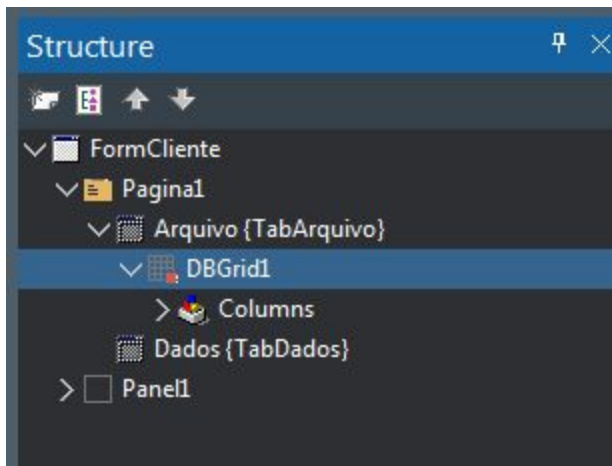 Structure
FormCliente
Pagina1
Arquivo {TabArquivo}
DBGrid1
Columns
Dados {TabDados}
Panel1